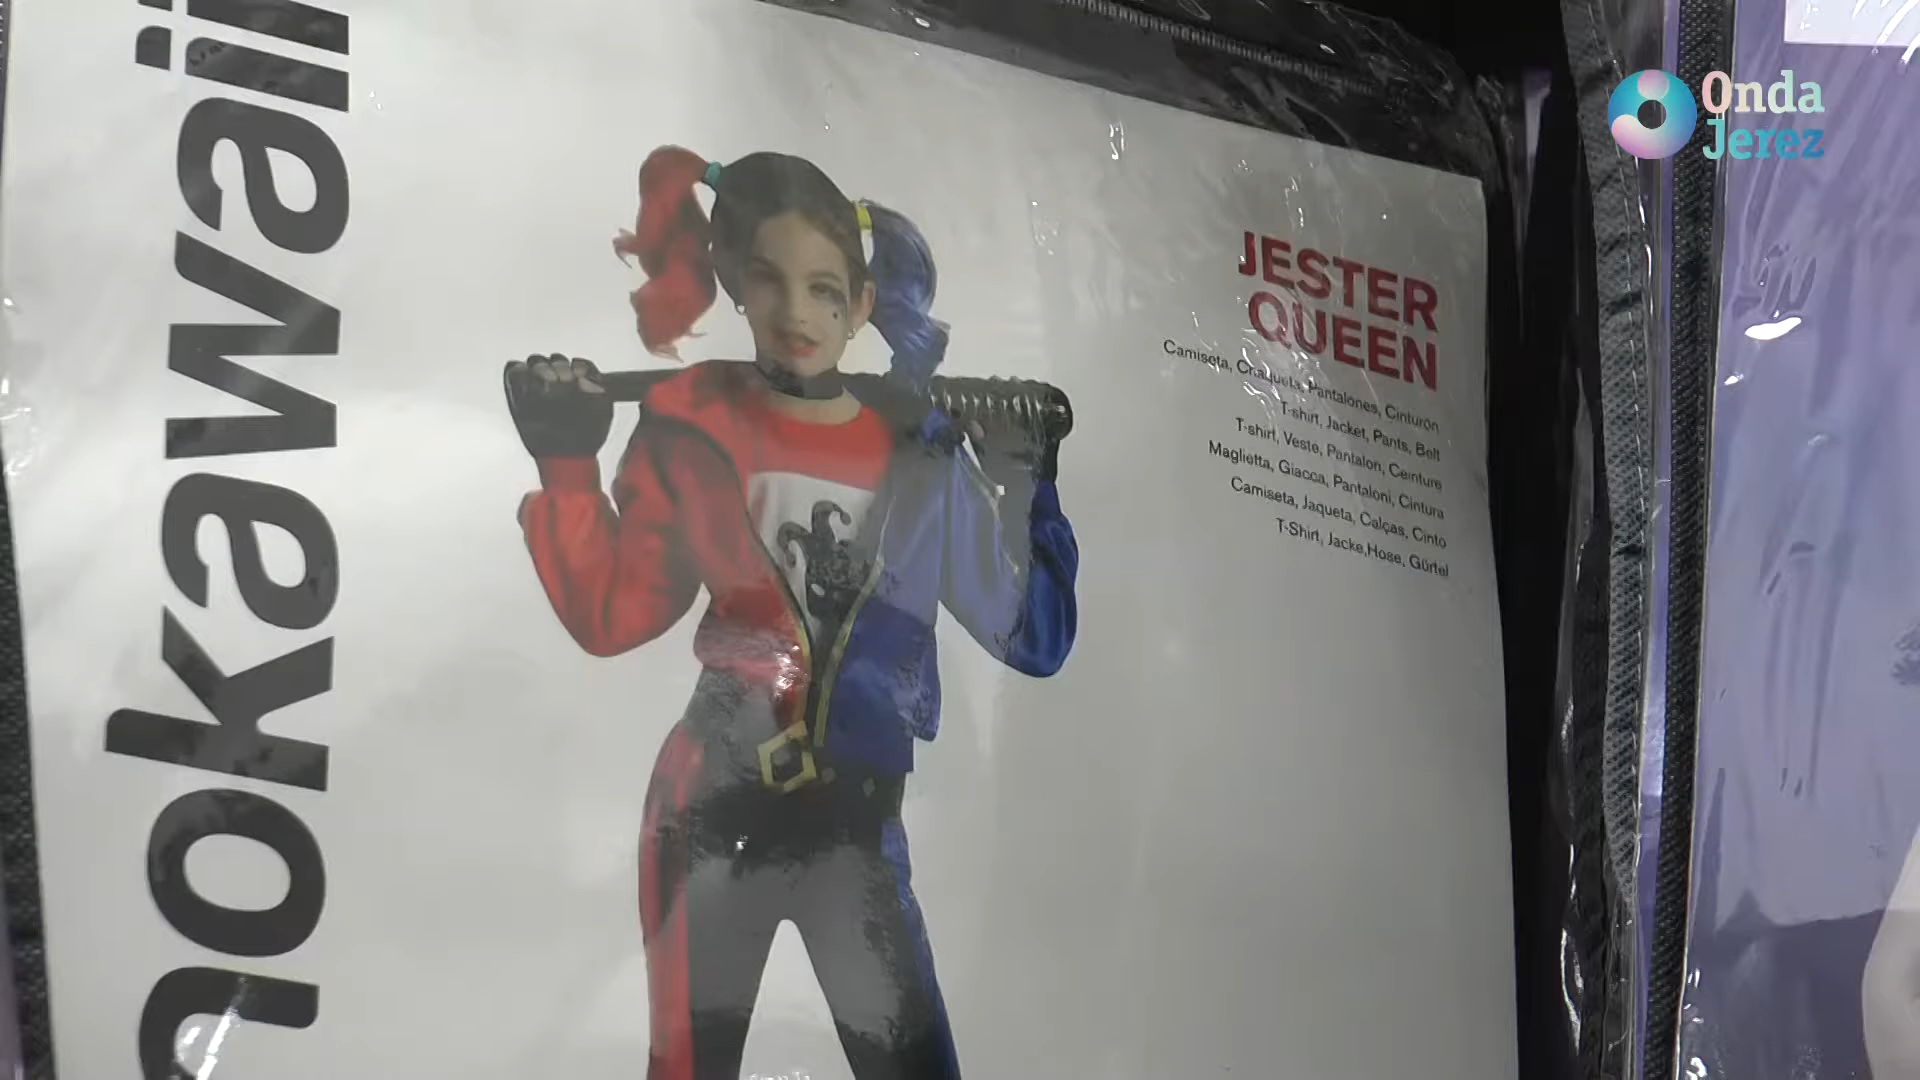 nokawaii
JESTER
QUEEN
Camiseta, Chaqueta, Pantalones, Cinturón
T-shirt, Jacket, Pants, Belt
T-shirt, Veste, Pantalon, Ceinture
Maglietta, Giacca, Pantaloni, Cintura
Camiseta, Jaqueta, Calças, Cinto
T-Shirt, Jacke,Hose, Gürtel
Onda
Jerez